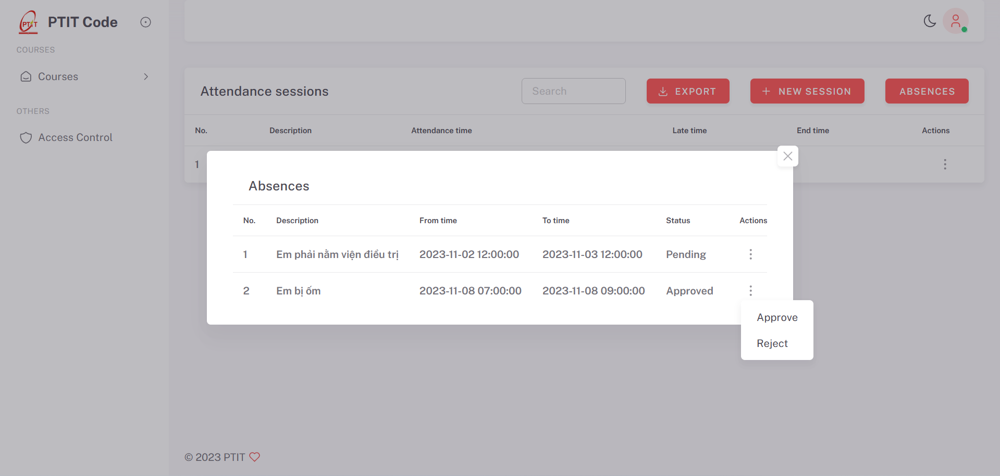 PTIT
PTIT Code
COURSES
Courses
OTHERS
Access Control
Attendance sessions
Search
EXPORT
NEW SESSION
ABSENCES
No. Description Attendance time Late time End time Actions
1
Absences
No. Description From time To time Status Actions
1 Em phải nằm viện điều trị 2023-11-02 12:00:00 2023-11-03 12:00:00 Pending
2 Em bị ốm 2023-11-08 07:00:00 2023-11-08 09:00:00 Approved
Approve
Reject
© 2023 PTIT